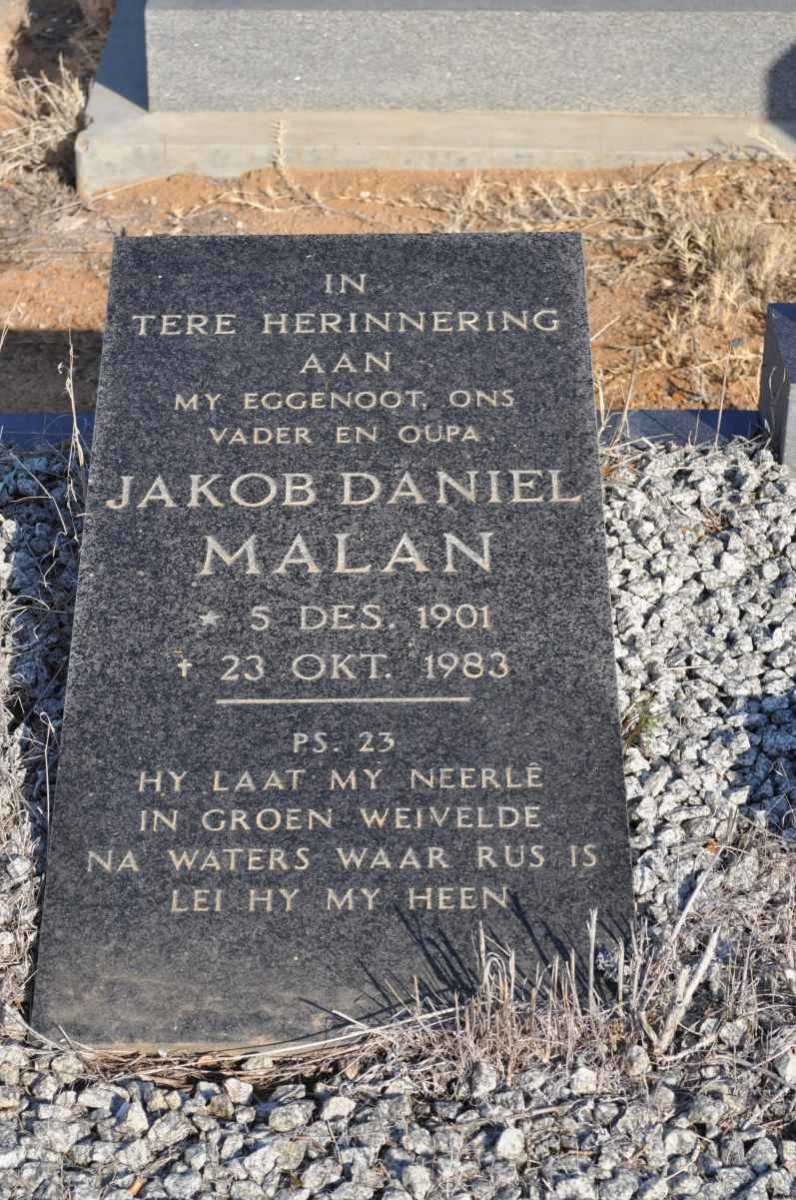 IN
TERE HERINNERING
AAN
MY EGGENOOT, ONS
VADER EN OUPA
JAKOB DANIEL
MALAN
* 5 DES. 1901
† 23 OKT. 1983
PS. 23
HY LAAT MY NEERLÊ
IN GROEN WEIVELDE
NA WATERS WAAR RUS IS
LEI HY MY HEEN